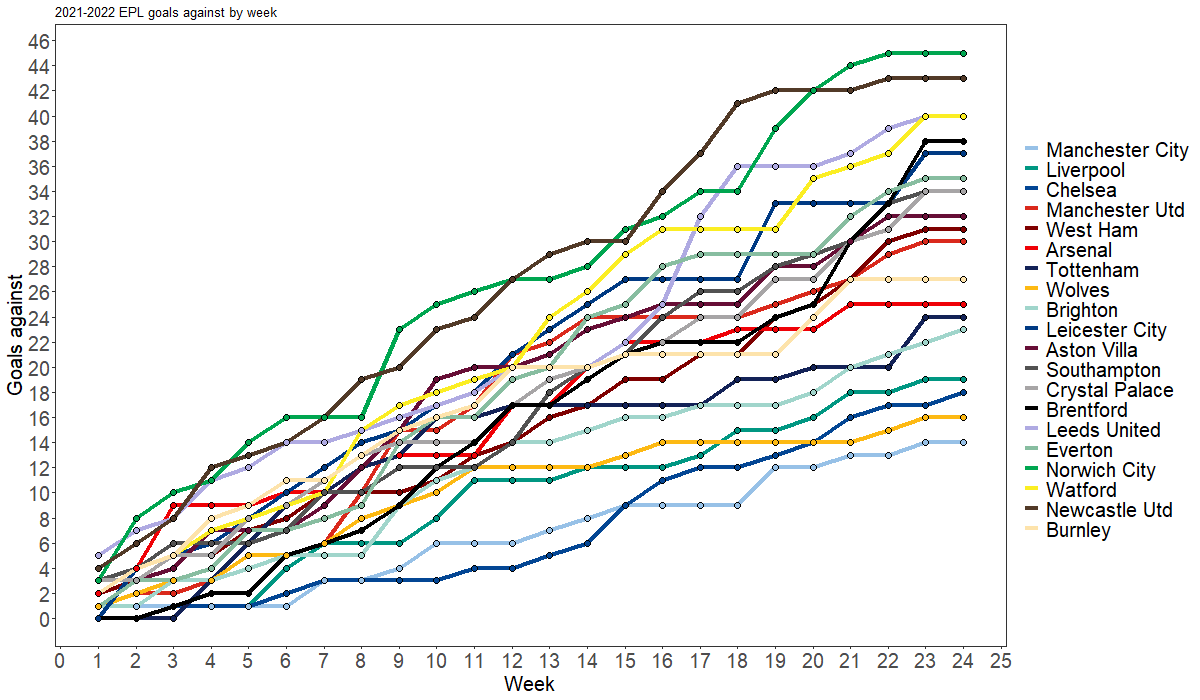 2021-2022 EPL goals against by week
46
44
42
40
38
36
34
32
30
28
26
24
22
20
18
16
14
12
10
8
6
4
2
0
Goals against
0 1 2 3 4 5 6 7 8 9 10 11 12 13 14 15 16 17 18 19 20 21 22 23 24 25
Week
Manchester City
Liverpool
Chelsea
Manchester Utd
West Ham
Arsenal
Tottenham
Wolves
Brighton
Leicester City
Aston Villa
Southampton
Crystal Palace
Brentford
Leeds United
Everton
Norwich City
Watford
Newcastle Utd
Burnley